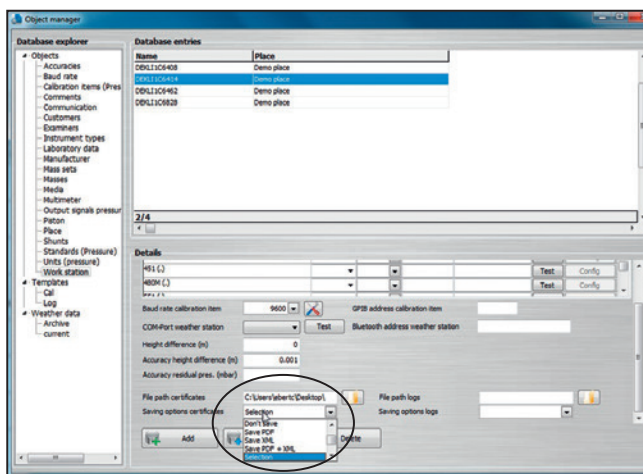 Object manager
Database explorer
Objects
Accuracies
Baud rate
Calibration items (Pres
Comments
Communication
Customers
Examiners
Instrument types
Laboratory data
Manufacturer
Mass sets
Masses
Media
Multimeter
Output signals pressur
Piston
Place
Shunts
Standards (Pressure)
Units (pressure)
Work station
Templates
Cal
Log
Weather data
Archive
current
Database entries
Name Place
DEKLI1C6408 Demo place
DEKLI1C6414 Demo place
DEKLI1C6462 Demo place
DEKLI1C6828 Demo place
2/4
Details
451 (.) Test Config
480M (.) Test Config
Baud rate calibration item 9600 GPIB address calibration item
COM-Port weather station Test Bluetooth address weather station
Height difference (m) 0
Accuracy height difference (m) 0.001
Accuracy residual pres. (mbar)
File path certificates C:\Users\ebertc\Desktop\ File path logs
Saving options certificates Selection Saving options logs
Don't save
Save PDF
Save XML
Save PDF + XML
Selection
Add
Delete